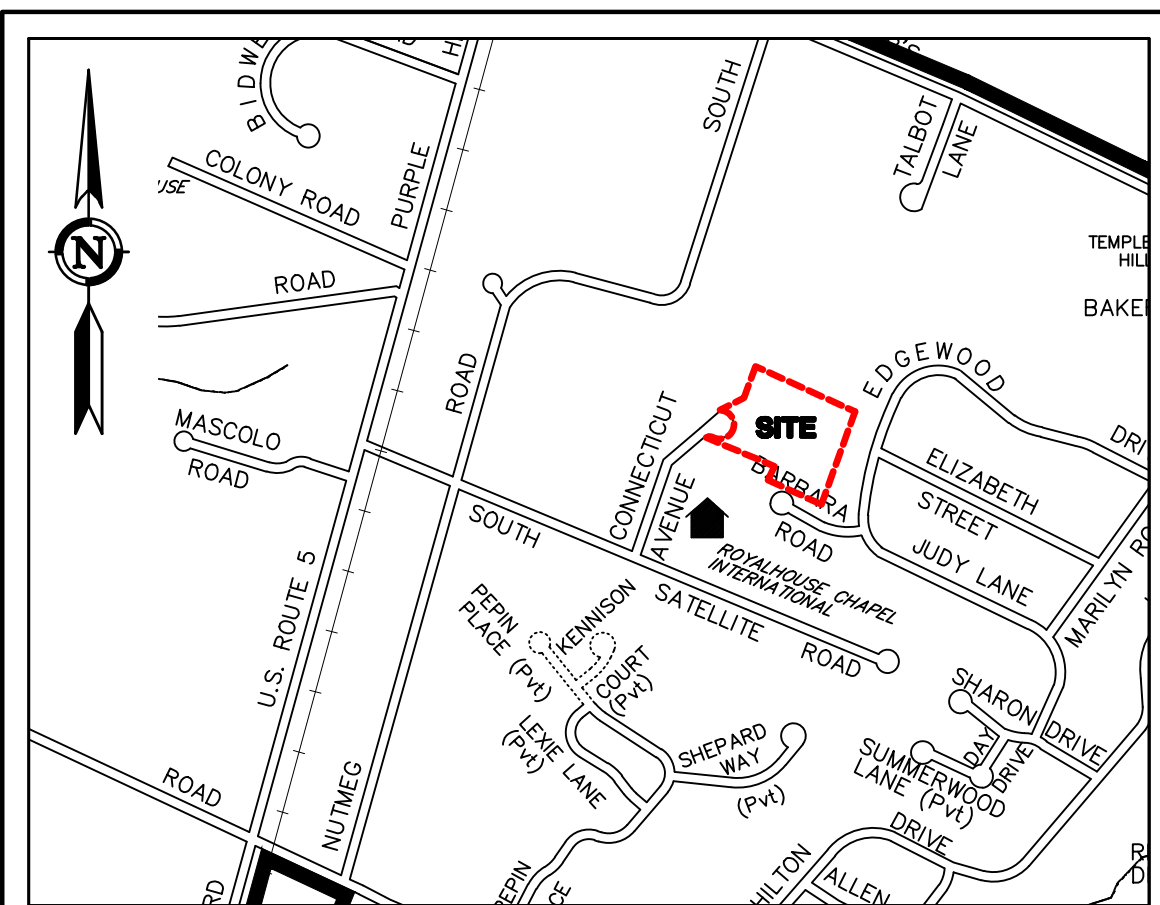 BIDWE
PURPLE
SOUTH
TALBOT
LANE
COLONY ROAD
USE
N
TEMPLE
HILL
ROAD
BAKE
ROAD
EDGEWOOD
DRI
MASCOLO
ROAD
CONNECTICUT
AVENUE
SITE
BARBARA
ROAD
ELIZABETH
STREET
JUDY LANE
MARILYN RO
SOUTH
SATELLITE
ROAD
ROYALHOUSE CHAPEL
INTERNATIONAL
U.S. ROUTE 5
PEPIN
PLACE (Pvt)
KENNISON
COURT
(Pvt)
LEXIE LANE
(Pvt)
SHEPARD
WAY
(Pvt)
SHARON
DRIVE
DAY
DRIVE
SUMMERWOOD
LANE (Pvt)
ROAD
NUTMEG
DRIVE
HILTON
ALLEN
PEPIN
CE
RD
R
D